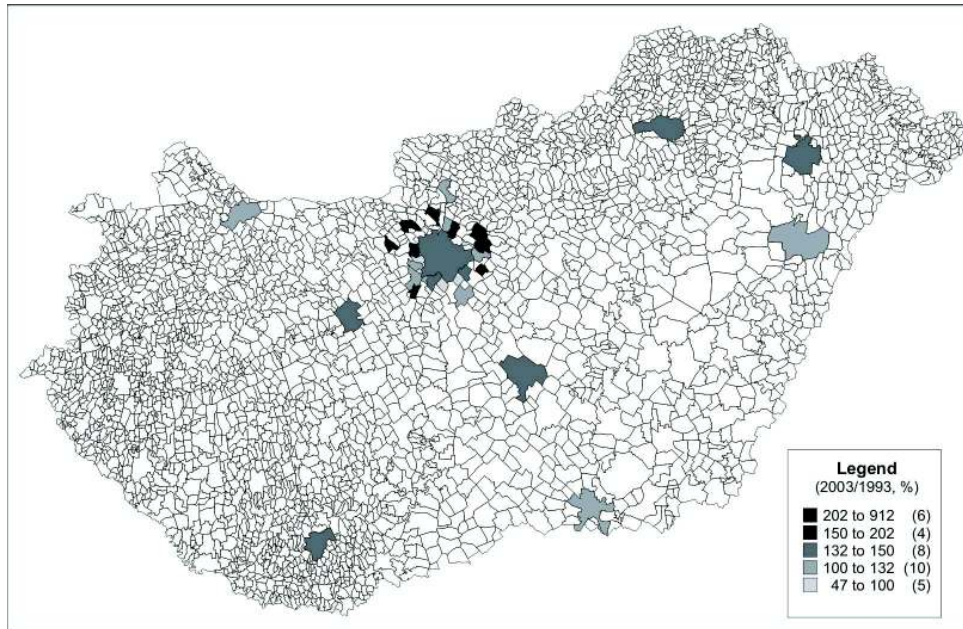 Legend
(2003/1993, %)
202 to 912 (6)
150 to 202 (4)
132 to 150 (8)
100 to 132 (10)
47 to 100 (5)